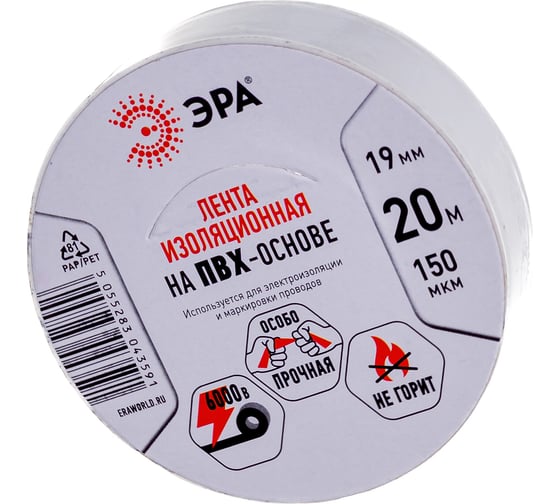 ЭРА®
ЛЕНТА
ИЗОЛЯЦИОННАЯ
НА ПВХ-ОСНОВЕ
Используется для электроизоляции
и маркировки проводов
19 мм
20 м
150
мкм
81
PAP/PET
5 055283 043591
ERAWORLD.RU
6000В
ОСОБО
ПРОЧНАЯ
НЕ ГОРИТ